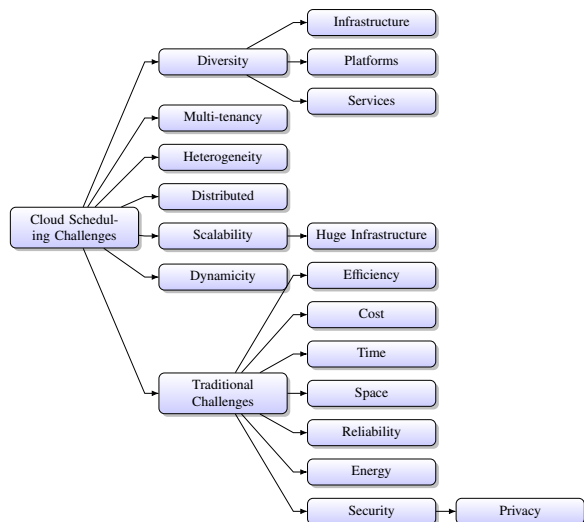 Infrastructure
Diversity
Platforms
Services
Multi-tenancy
Heterogeneity
Distributed
Cloud Schedul-
ing Challenges
Scalability
Huge Infrastructure
Dynamicity
Efficiency
Cost
Time
Traditional
Challenges
Space
Reliability
Energy
Security
Privacy